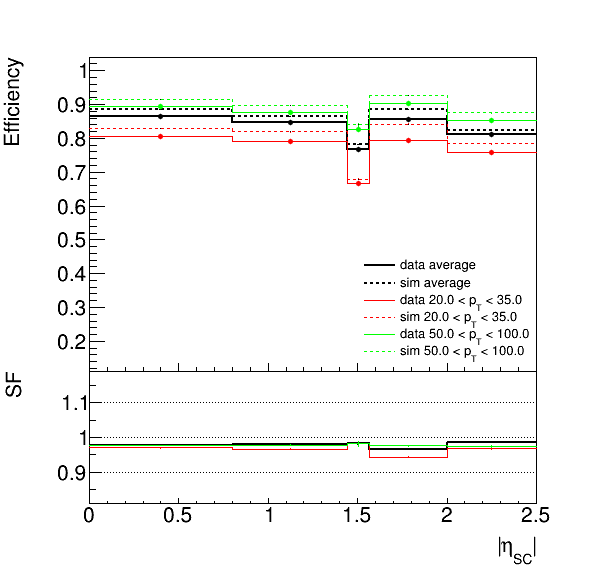 Efficiency
1
0.9
0.8
0.7
0.6
0.5
0.4
0.3
0.2
data average
sim average
data 20.0 < p_T < 35.0
sim 20.0 < p_T < 35.0
data 50.0 < p_T < 100.0
sim 50.0 < p_T < 100.0
SF
1.1
1
0.9
0 0.5 1 1.5 2 2.5
|η_SC|